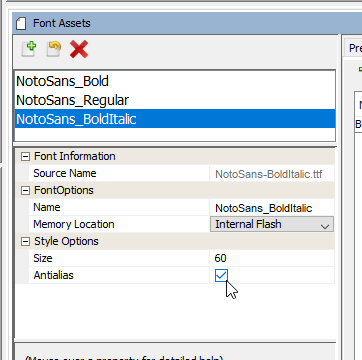 Font Assets
Pre
NotoSans_Bold
NotoSans_Regular
NotoSans_BoldItalic
Font Information
Source Name NotoSans-BoldItalic.ttf
FontOptions
Name NotoSans_BoldItalic
Memory Location Internal Flash
Style Options
Size 60
Antialias
(Move over a property for detailed help)